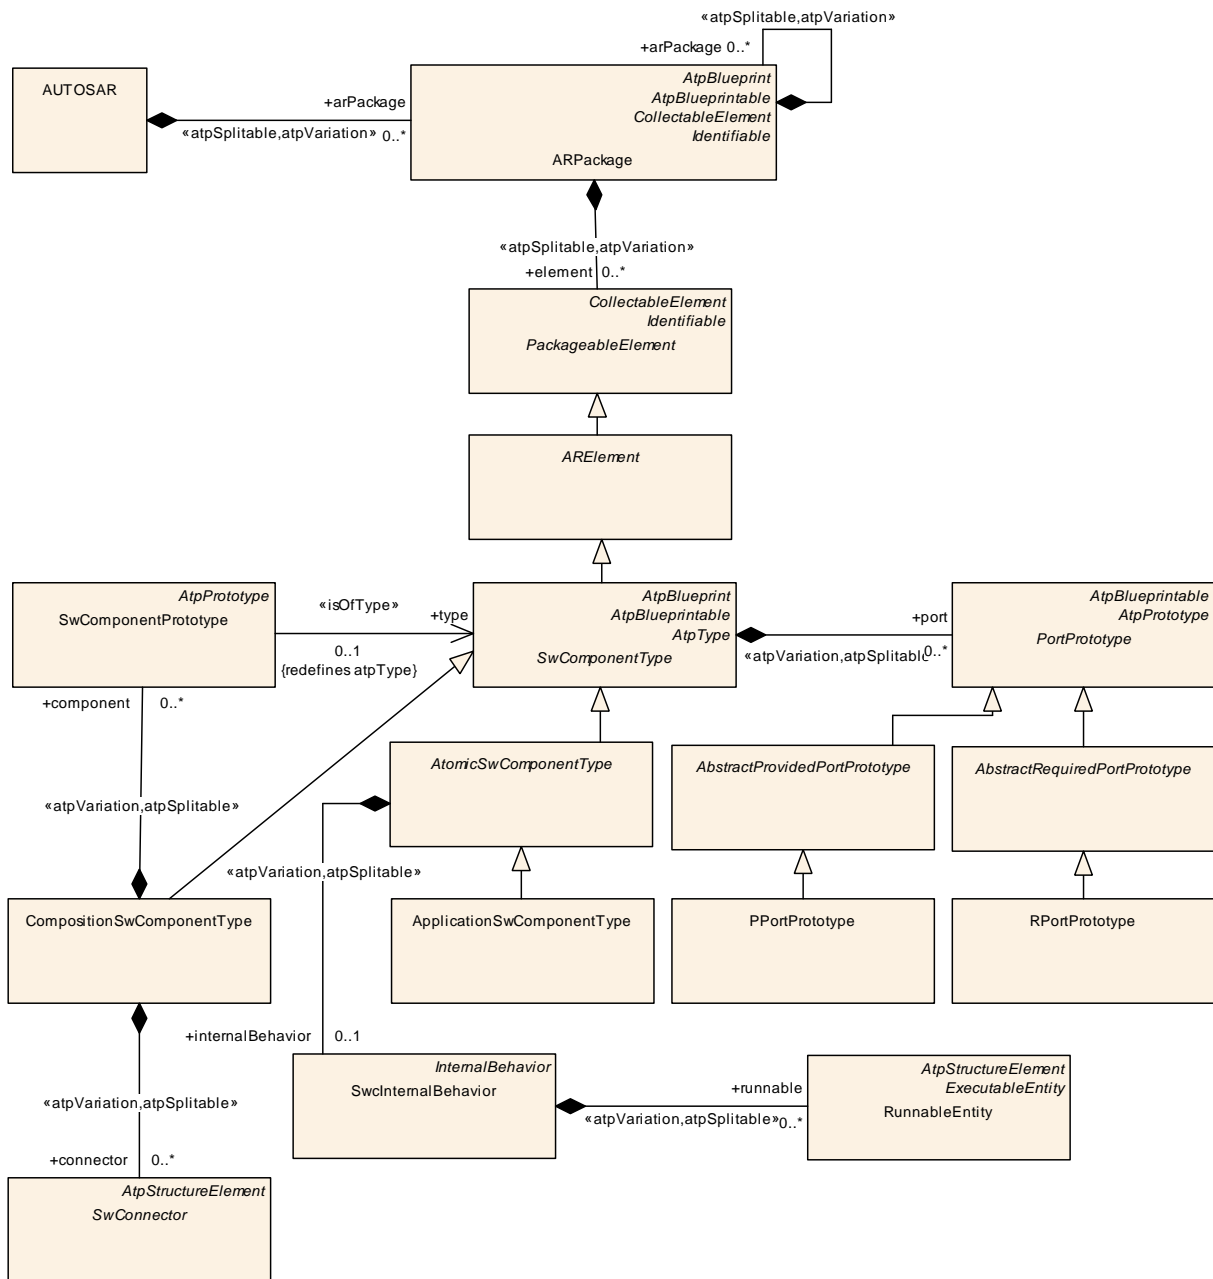 «atpSplitable,atpVariation»
+arPackage 0..*
AUTOSAR
+arPackage
«atpSplitable,atpVariation» 0..*
AtpBlueprint
AtpBlueprintable
CollectableElement
Identifiable
ARPackage
«atpSplitable,atpVariation»
+element 0..*
CollectableElement
Identifiable
PackageableElement
ARElement
AtpPrototype
SwComponentPrototype
«isOfType»
+type
0..1
{redefines atpType}
AtpBlueprint
AtpBlueprintable
AtpType
SwComponentType
+port
«atpVariation,atpSplitable
0..*
AtpBlueprintable
AtpPrototype
PortPrototype
+component 0..*
«atpVariation,atpSplitable»
AtomicSwComponentType
AbstractProvidedPortPrototype
AbstractRequiredPortPrototype
«atpVariation,atpSplitable»
CompositionSwComponentType
ApplicationSwComponentType
PPortPrototype
RPortPrototype
+internalBehavior 0..1
InternalBehavior
SwcInternalBehavior
+runnable
«atpVariation,atpSplitable» 0..*
AtpStructureElement
ExecutableEntity
RunnableEntity
«atpVariation,atpSplitable»
+connector 0..*
AtpStructureElement
SwConnector